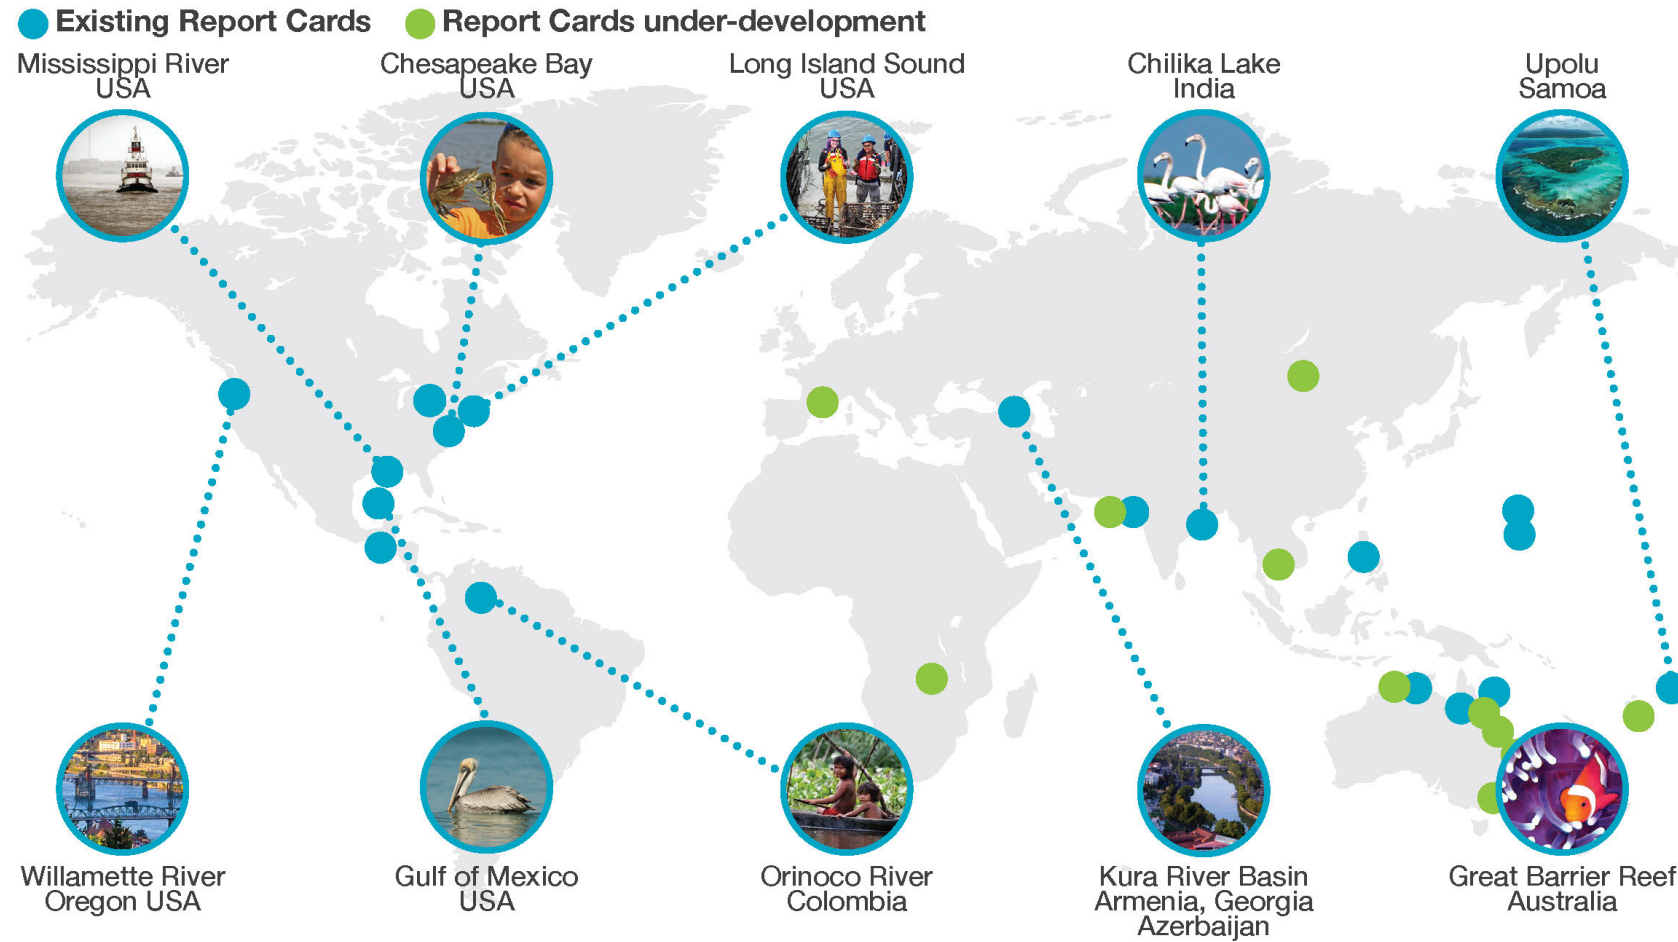 Existing Report Cards
Report Cards under-development
Mississippi River
USA
Chesapeake Bay
USA
Long Island Sound
USA
Chilika Lake
India
Upolu
Samoa
Willamette River
Oregon USA
Gulf of Mexico
USA
Orinoco River
Colombia
Kura River Basin
Armenia, Georgia
Azerbaijan
Great Barrier Reef
Australia